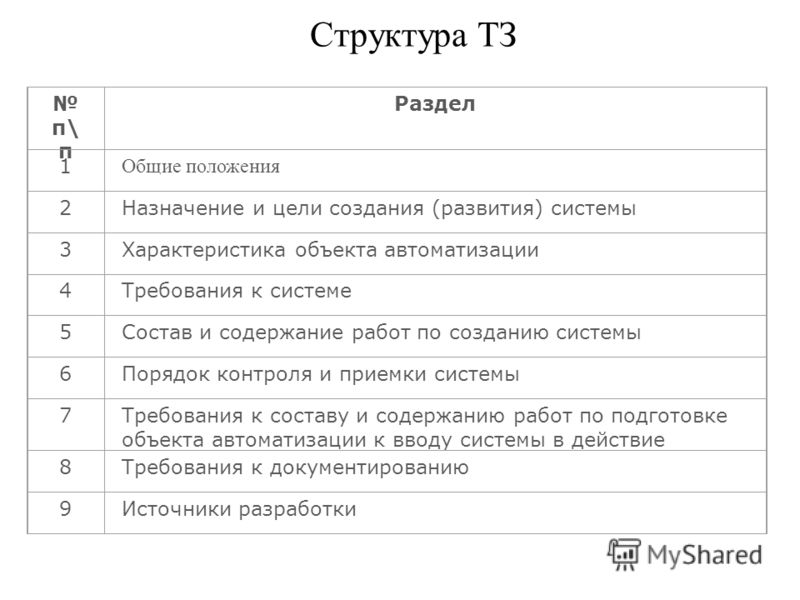 Структура ТЗ
№
п\
п
Раздел
1 Общие положения
2 Назначение и цели создания (развития) системы
3 Характеристика объекта автоматизации
4 Требования к системе
5 Состав и содержание работ по созданию системы
6 Порядок контроля и приемки системы
7 Требования к составу и содержанию работ по подготовке
объекта автоматизации к вводу системы в действие
8 Требования к документированию
9 Источники разработки
MyShared